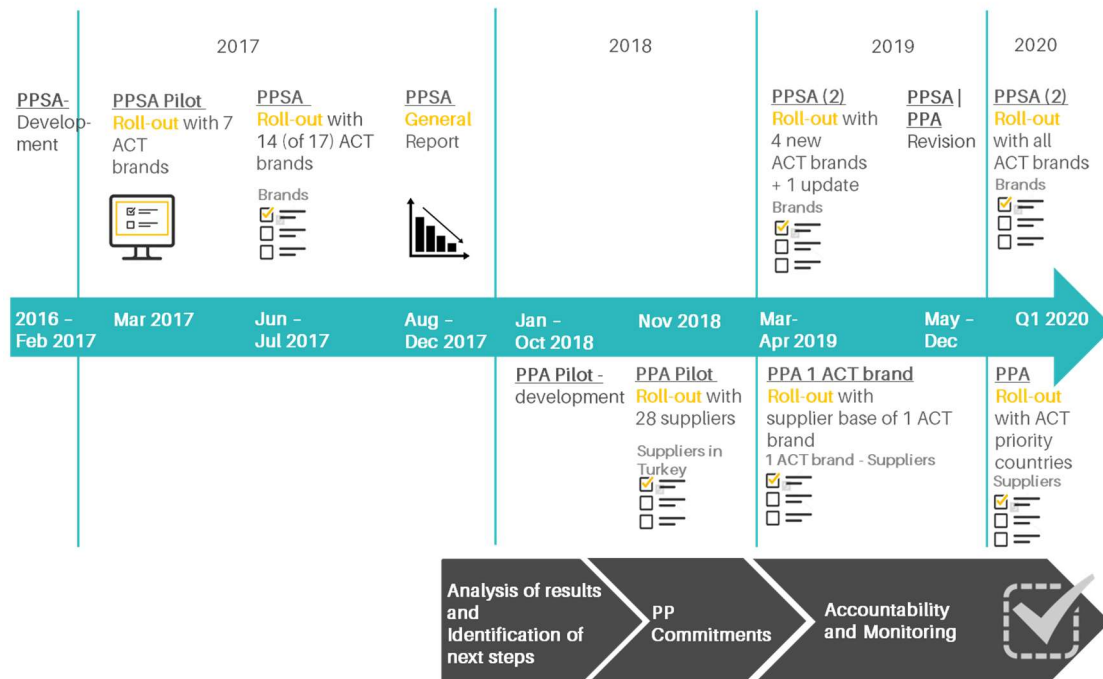 2017
2018
2019
2020
PPSA-
Develop-
ment
PPSA Pilot
Roll-out with 7
ACT
brands
PPSA
Roll-out with
14 (of 17) ACT
brands
Brands
PPSA
General
Report
PPSA (2)
Roll-out with
4 new
ACT brands
+ 1 update
Brands
PPSA |
PPA
Revision
PPSA (2)
Roll-out
with all
ACT brands
Brands
2016 –
Feb 2017
Mar 2017
Jun –
Jul 2017
Aug –
Dec 2017
Jan –
Oct 2018
Nov 2018
Mar-
Apr 2019
May –
Dec
Q1 2020
PPA Pilot -
development
PPA Pilot
Roll-out with
28 suppliers
Suppliers in
Turkey
PPA 1 ACT brand
Roll-out with
supplier base of 1 ACT
brand
1 ACT brand - Suppliers
PPA
Roll-out
with ACT
priority
countries
Suppliers
Analysis of results
and
Identification of
next steps
PP
Commitments
Accountability
and Monitoring